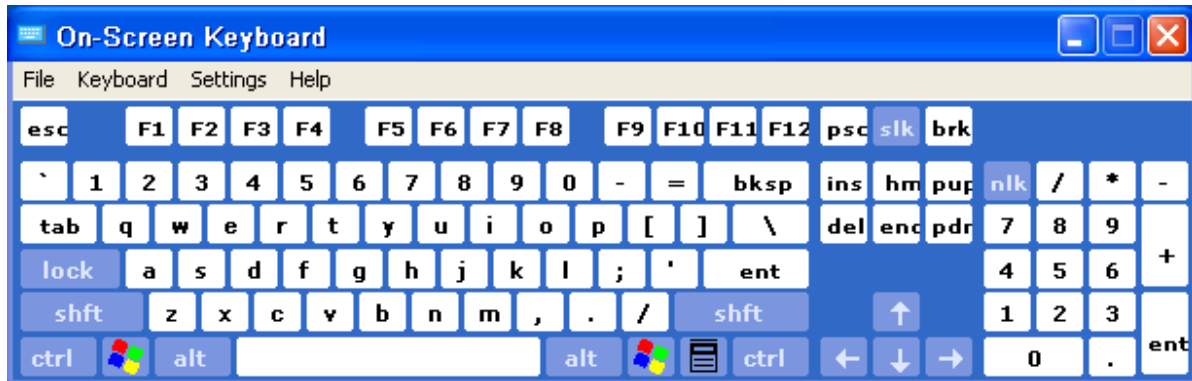 On-Screen Keyboard
File Keyboard Settings Help
esc F1 F2 F3 F4 F5 F6 F7 F8 F9 F10 F11 F12 psc slk brk
` 1 2 3 4 5 6 7 8 9 0 - = bksp ins hm pup nlk / * -
tab q w e r t y u i o p [ ] \ del end pdn 7 8 9 +
lock a s d f g h j k l ; ' ent 4 5 6
shft z x c v b n m , . / shft ↑ 1 2 3 ent
ctrl alt alt ctrl ← ↓ → 0 .